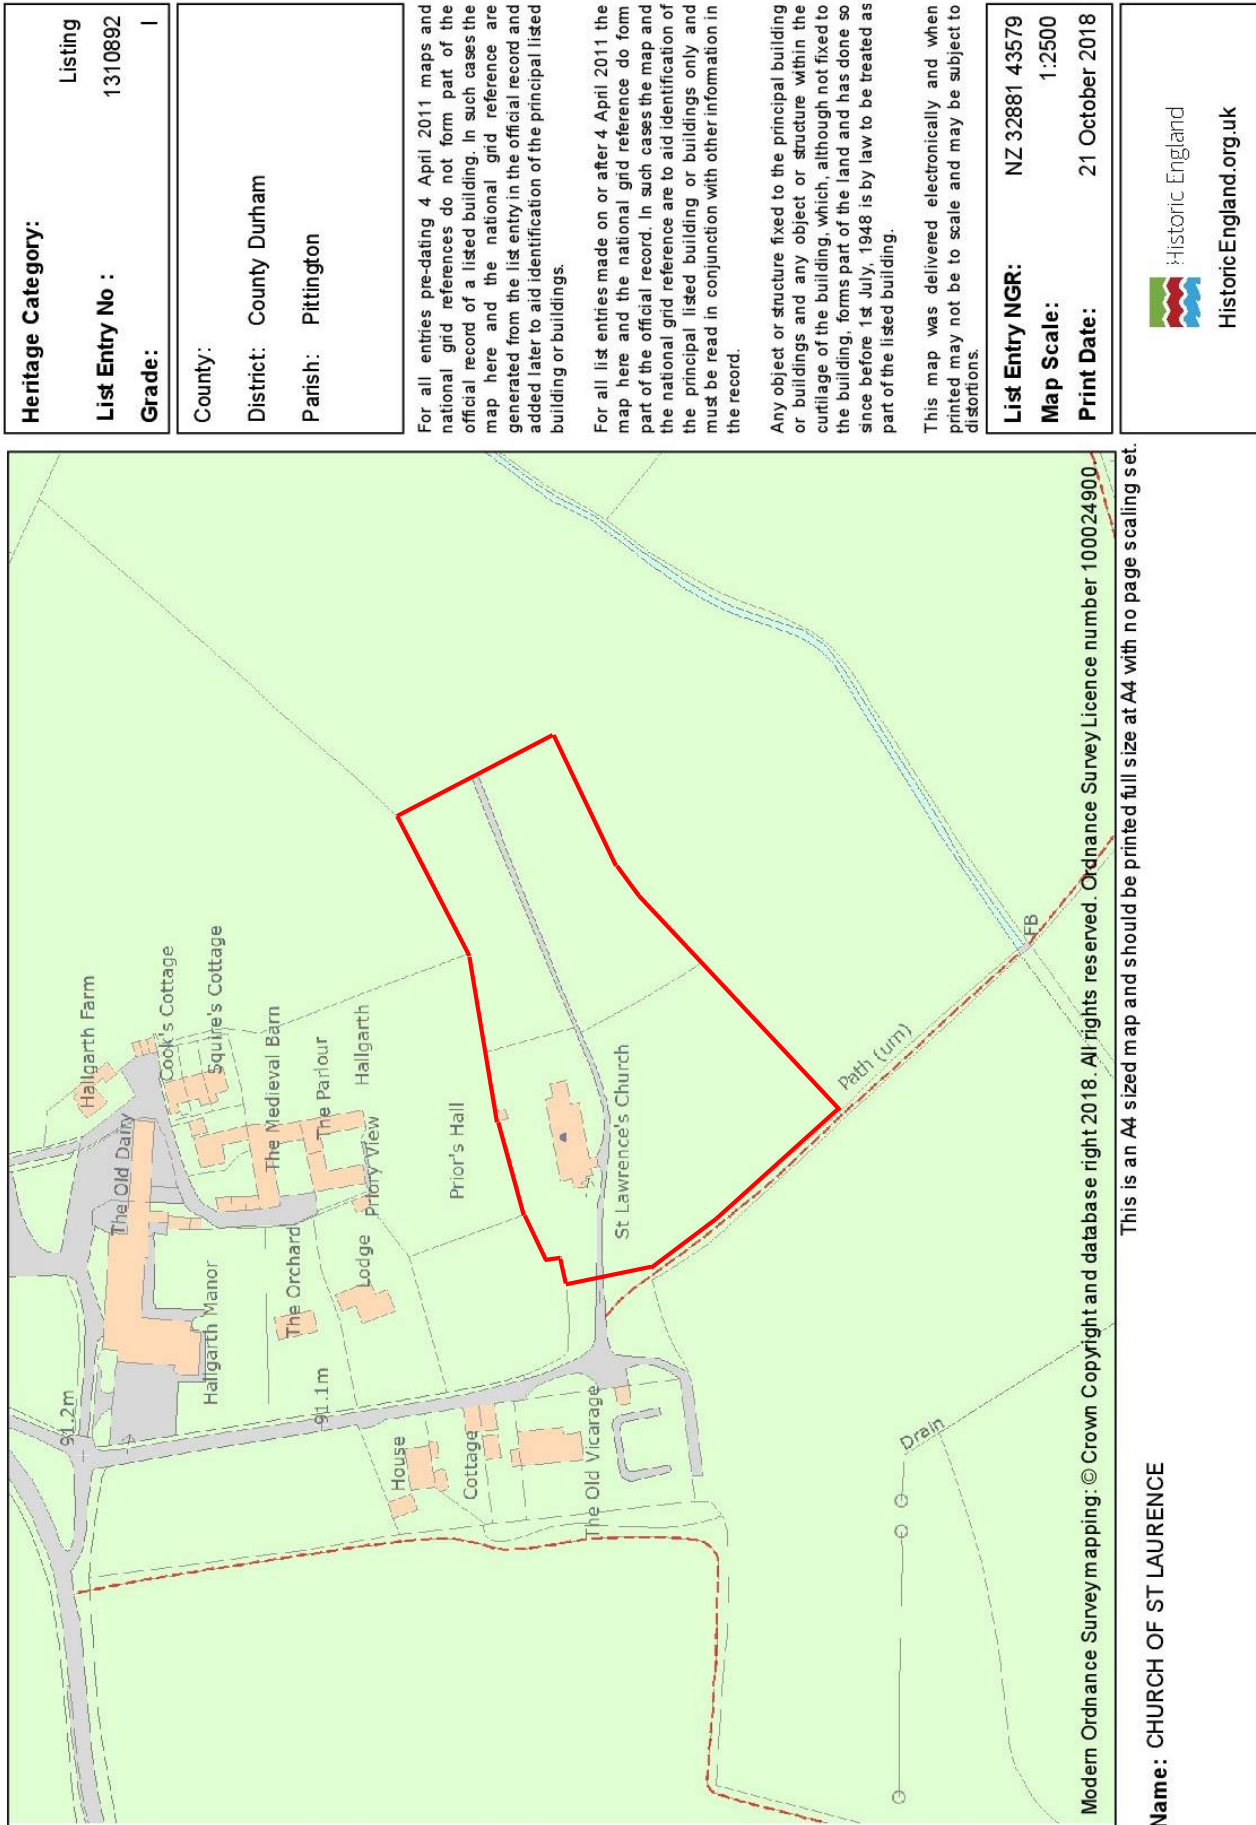 Heritage Category:
Listing
List Entry No :
1310892
Grade:
I
County:
District: County Durham
Parish: Pittington
For all entries pre-dating 4 April 2011 maps and
national grid references do not form part of the
official record of a listed building. In such cases the
map here and the national grid reference are
generated from the list entry in the official record and
added later to aid identification of the principal listed
building or buildings.
For all list entries made on or after 4 April 2011 the
map here and the national grid reference do form
part of the official record. In such cases the map and
the national grid reference are to aid identification of
the principal listed building or buildings only and
must be read in conjunction with other information in
the record.
Any object or structure fixed to the principal building
or buildings and any object or structure within the
curtilage of the building, which, although not fixed to
the building, forms part of the land and has done so
since before 1st July, 1948 is by law to be treated as
part of the listed building.
This map was delivered electronically and when
printed may not be to scale and may be subject to
distortions.
List Entry NGR:
NZ 32881 43579
Map Scale:
1:2500
Print Date:
21 October 2018
Historic England
HistoricEngland.org.uk
91.2m
The Old Dairy
Hallgarth Farm
Cook's Cottage
Squire's Cottage
Hallgarth Manor
The Medieval Barn
The Orchard
The Parlour
91.1m
Lodge
Priory View
Hallgarth
House
Prior's Hall
Cottage
The Old Vicarage
St Lawrence's Church
Path (um)
Drain
FB
Modern Ordnance Survey mapping: © Crown Copyright and database right 2018. All rights reserved. Ordnance Survey Licence number 100024900.
This is an A4 sized map and should be printed full size at A4 with no page scaling set.
Name: CHURCH OF ST LAURENCE